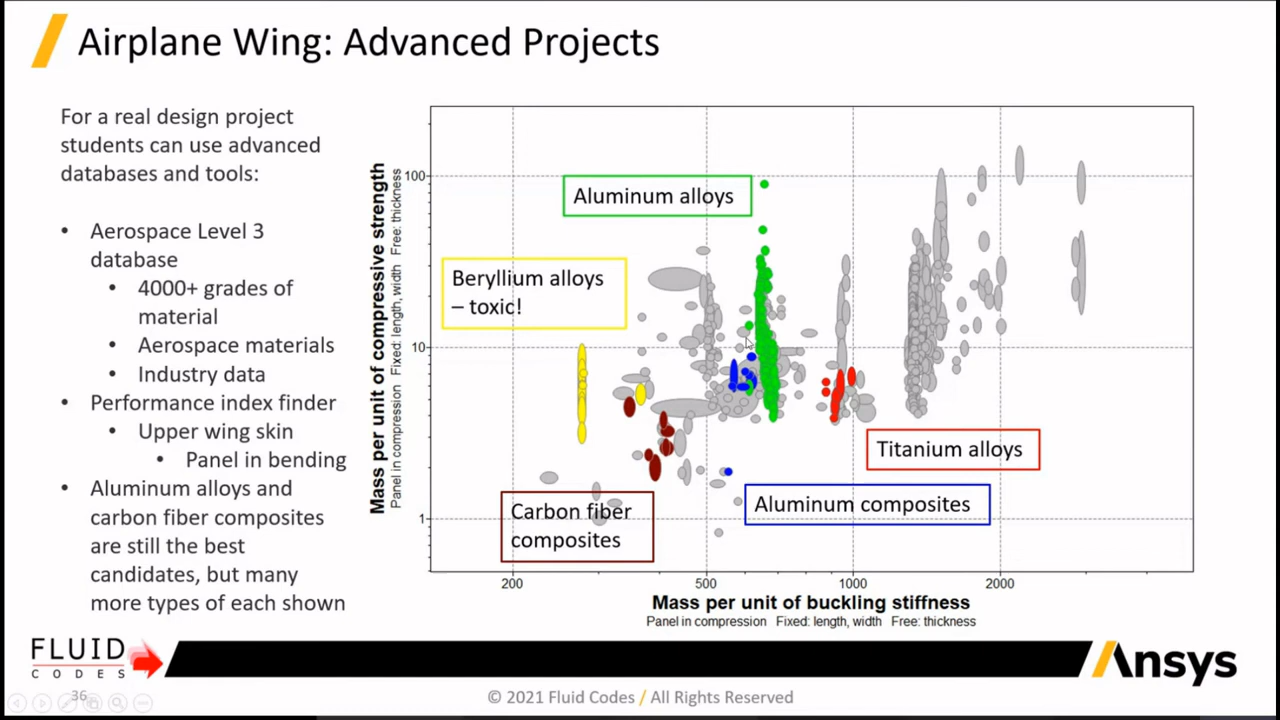 Airplane Wing: Advanced Projects
For a real design project
students can use advanced
databases and tools:
• Aerospace Level 3
database
• 4000+ grades of
material
• Aerospace materials
• Industry data
• Performance index finder
• Upper wing skin
• Panel in bending
• Aluminum alloys and
carbon fiber composites
are still the best
candidates, but many
more types of each shown
Mass per unit of compressive strength
Panel in compression Fixed: length, width Free: thickness
100
10
1
Aluminum alloys
Beryllium alloys
– toxic!
Titanium alloys
Aluminum composites
Carbon fiber
composites
200
500
1000
2000
Mass per unit of buckling stiffness
Panel in compression Fixed: length, width Free: thickness
FLUID
CODES
Ansys
36
© 2021 Fluid Codes / All Rights Reserved